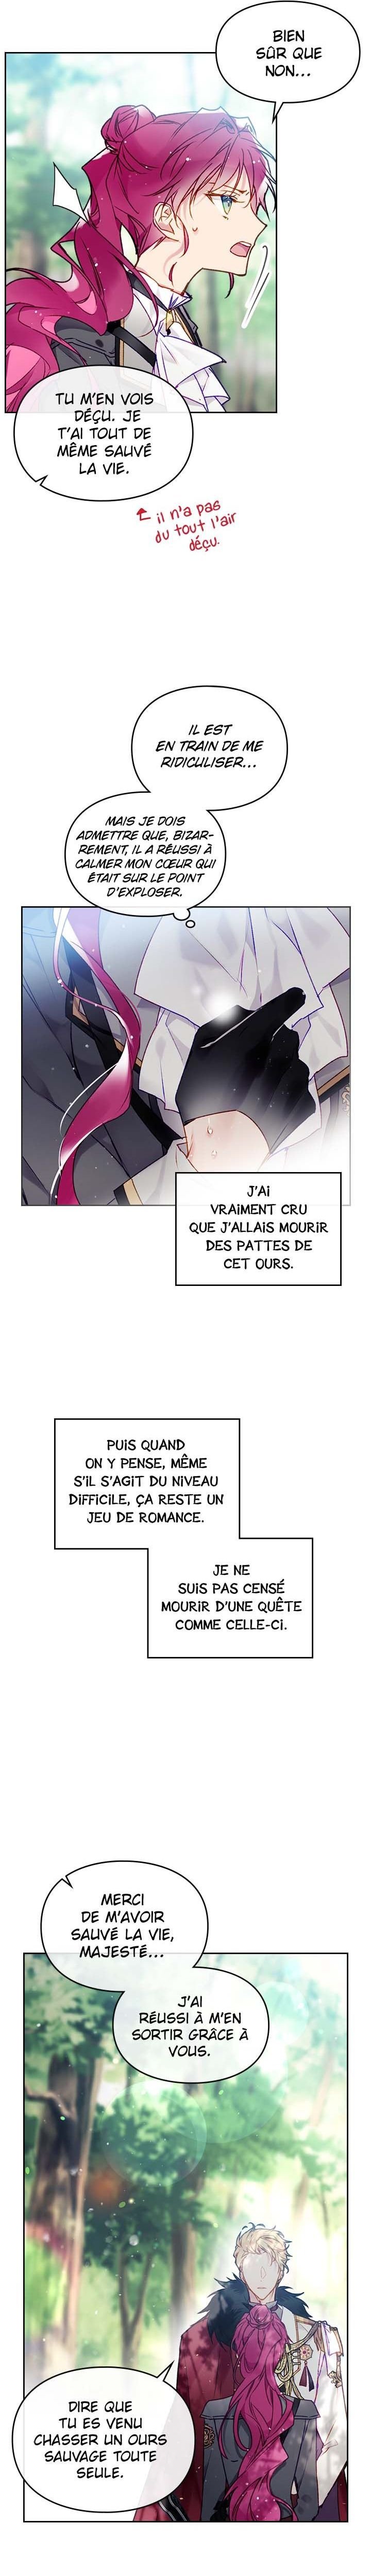 BIEN
SÛR QUE
NON...
TU M'EN VOIS
DÉÇU. JE
T'AI TOUT DE
MÊME SAUVÉ
LA VIE.
il n'a pas
du tout l'air
déçu.
IL EST
EN TRAIN DE ME
RIDICULISER...
MAIS JE DOIS
ADMETTRE QUE, BIZAR-
REMENT, IL A RÉUSSI À
CALMER MON CŒUR QUI
ÉTAIT SUR LE POINT
D'EXPLOSER.
J'AI
VRAIMENT CRU
QUE J'ALLAIS MOURIR
DES PATTES DE
CET OURS.
PUIS QUAND
ON Y PENSE, MÊME
S'IL S'AGIT DU NIVEAU
DIFFICILE, ÇA RESTE UN
JEU DE ROMANCE.
JE NE
SUIS PAS CENSÉ
MOURIR D'UNE QUÊTE
COMME CELLE-CI.
MERCI
DE M'AVOIR
SAUVÉ LA VIE,
MAJESTÉ...
J'AI
RÉUSSI À M'EN
SORTIR GRÂCE À
VOUS.
DIRE QUE
TU ES VENU
CHASSER UN OURS
SAUVAGE TOUTE
SEULE.